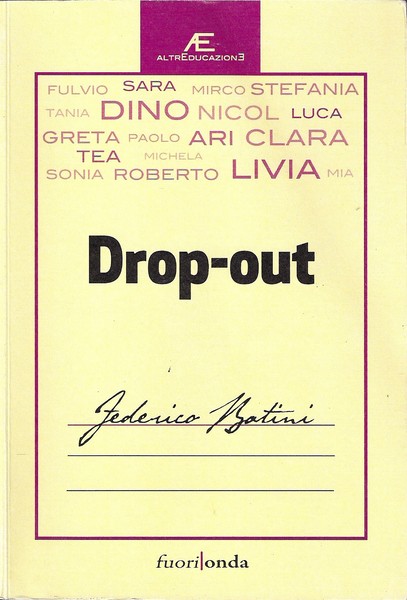 Æ
ALTREDUCAZIONE
FULVIO SARA MIRCO STEFANIA
TANIA DINO NICOL LUCA
GRETA PAOLO ARI CLARA
TEA MICHELA
SONIA ROBERTO LIVIA MIA
Drop-out
Federico Batini
fuori|onda